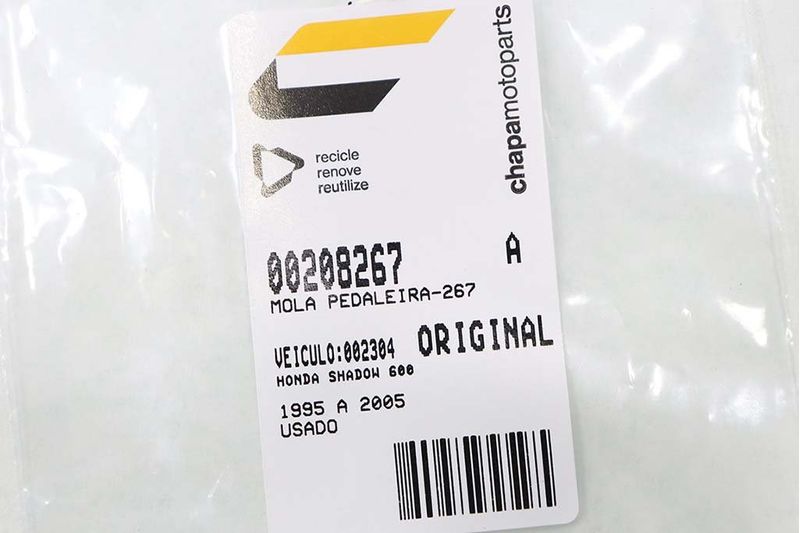 chapamotoparts
recicle
renove
reutilize
00208267 A
MOLA PEDALEIRA-267
VEICULO:002304 ORIGINAL
HONDA SHADOW 600
1995 A 2005
USADO